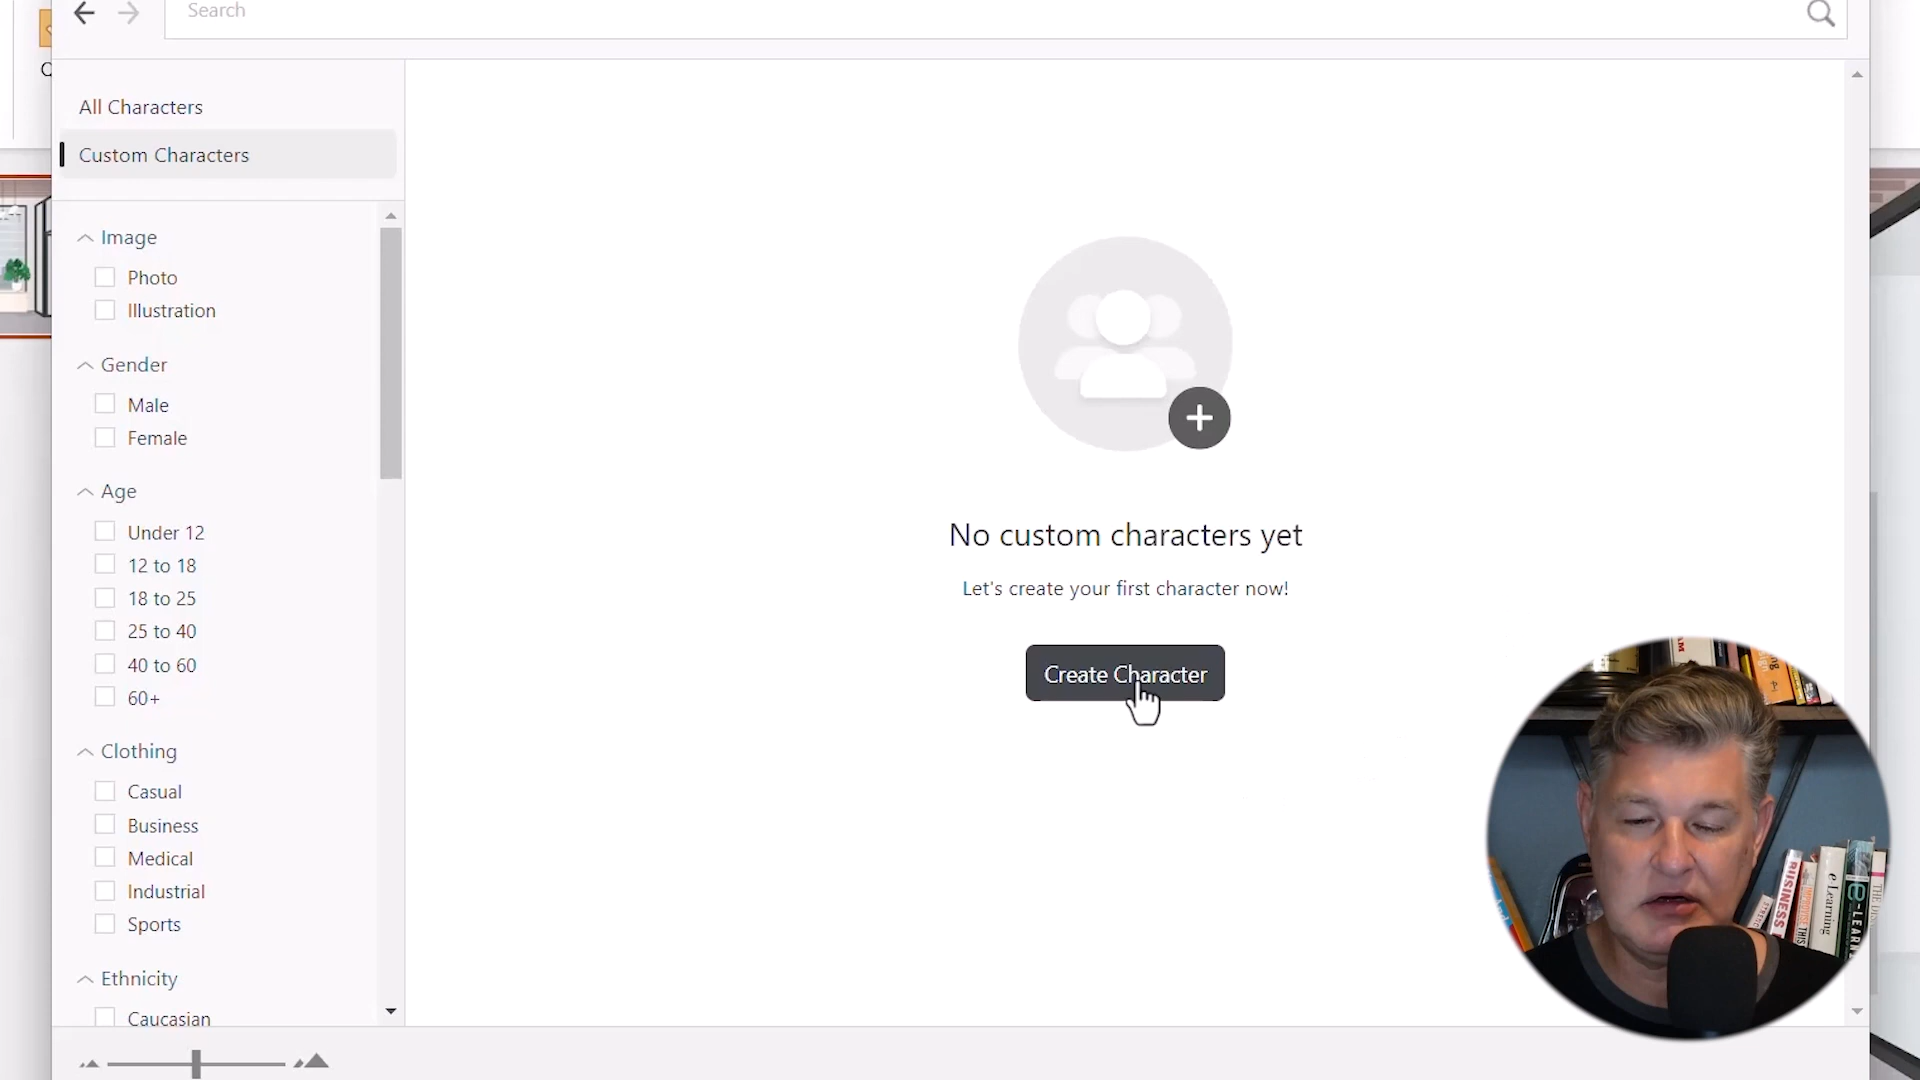 Search
All Characters
Custom Characters
Image
Photo
Illustration
Gender
Male
Female
Age
Under 12
12 to 18
18 to 25
25 to 40
40 to 60
60+
Clothing
Casual
Business
Medical
Industrial
Sports
Ethnicity
Caucasian
No custom characters yet
Let's create your first character now!
Create Character
BUSINESS
e-Learning